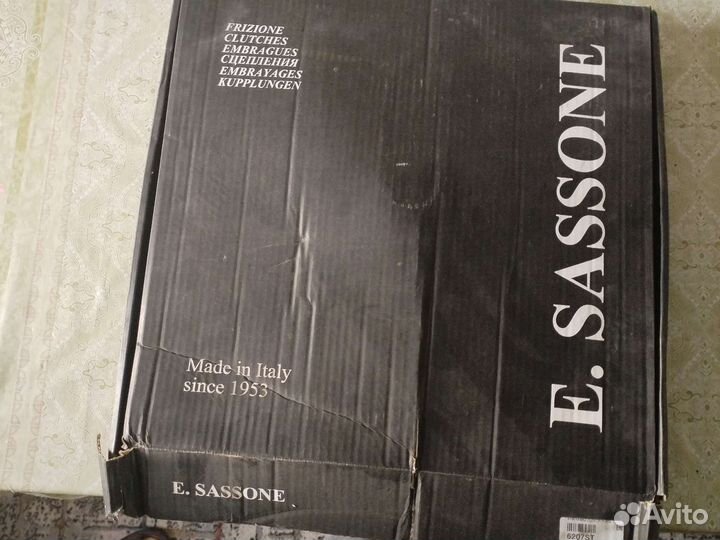 FRIZIONE
CLUTCHES
EMBRAGUES
СЦЕПЛЕНИЯ
EMBRAYAGES
KUPPLUNGEN
E. SASSONE
Made in Italy
since 1953
E. SASSONE
6207ST
Avito